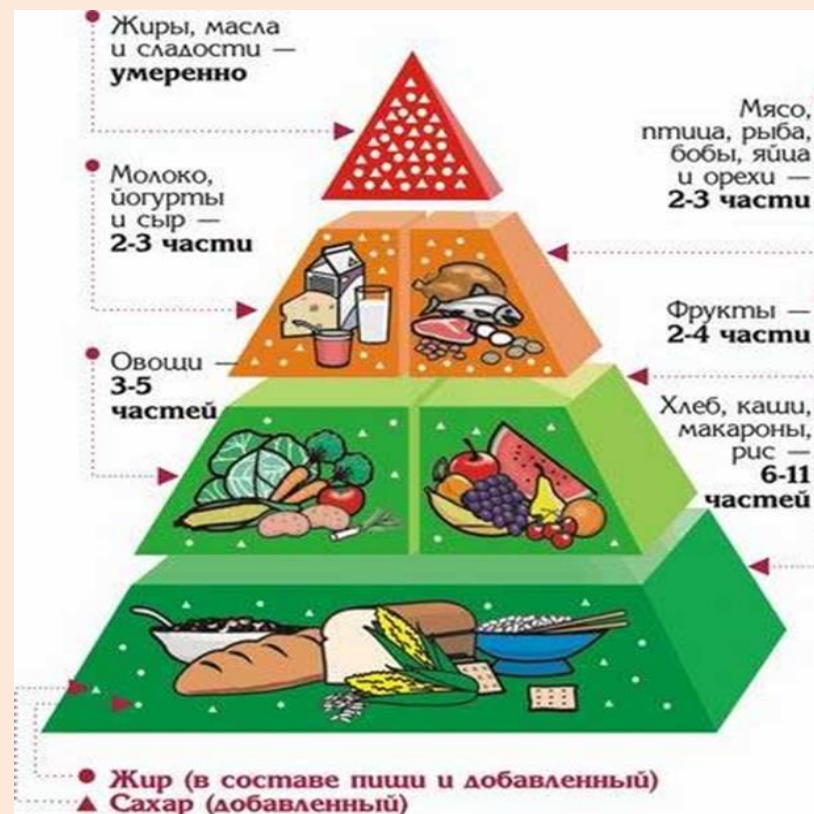 Жиры, масла
и сладости —
умеренно
Мясо,
птица, рыба,
бобы, яйца
и орехи —
2-3 части
Молоко,
йогурты
и сыр —
2-3 части
Фрукты —
2-4 части
Овощи —
3-5
частей
Хлеб, каши,
макароны,
рис —
6-11
частей
Жир (в составе пищи и добавленный)
Сахар (добавленный)